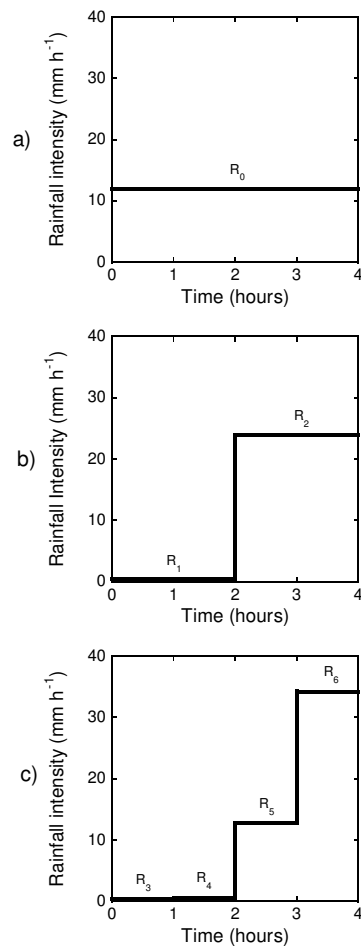 a)
Rainfall intensity (mm h⁻¹)
40
30
20
10
0
R₀
0 1 2 3 4
Time (hours)
b)
Rainfall Intensity (mm h⁻¹)
40
30
20
10
0
R₁
R₂
0 1 2 3 4
Time (hours)
c)
Rainfall intensity (mm h⁻¹)
40
30
20
10
0
R₃
R₄
R₅
R₆
0 1 2 3 4
Time (hours)